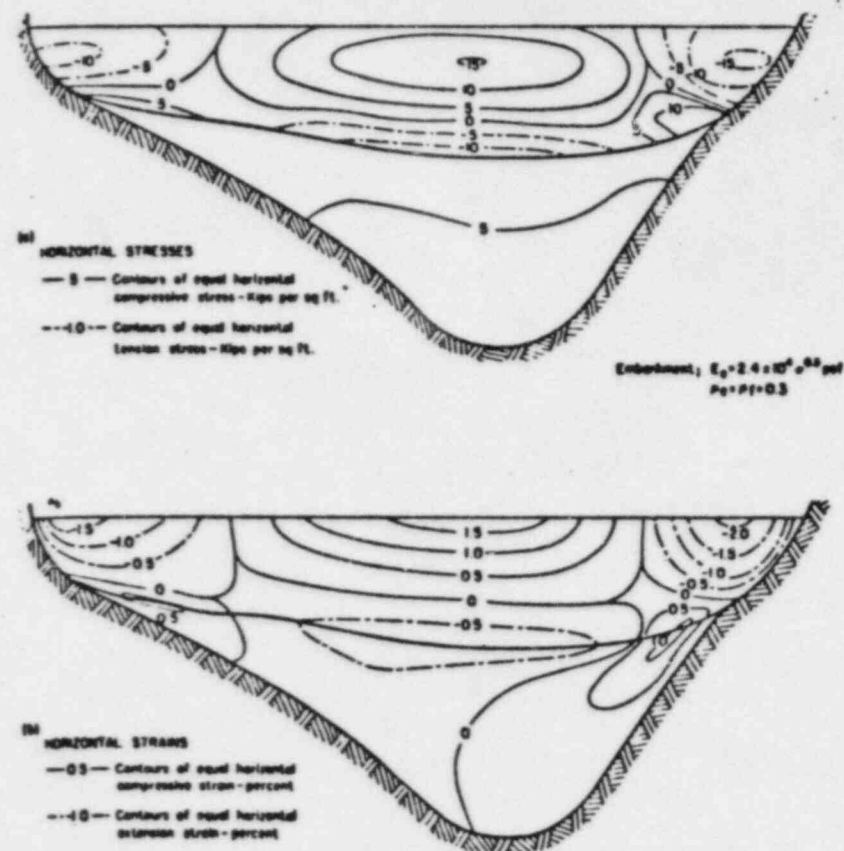 -10
-5
0
5
15
10
5
0
-5
-10
5
0
-5
10
-15
10
5
(a)
HORIZONTAL STRESSES
— 5 — Contours of equal horizontal
compressive stress - Kips per sq ft.
---1.0--- Contours of equal horizontal
tension stress - Kips per sq ft.
Embankment;
-1.5
-1.0
-0.5
0
0.5
1.5
1.0
0.5
0
-0.5
-2.0
-1.5
-1.0
-0.5
0
0.5
1.0
0
(b)
HORIZONTAL STRAINS
—0.5— Contours of equal horizontal
compressive strain - percent
---1.0--- Contours of equal horizontal
extension strain - percent